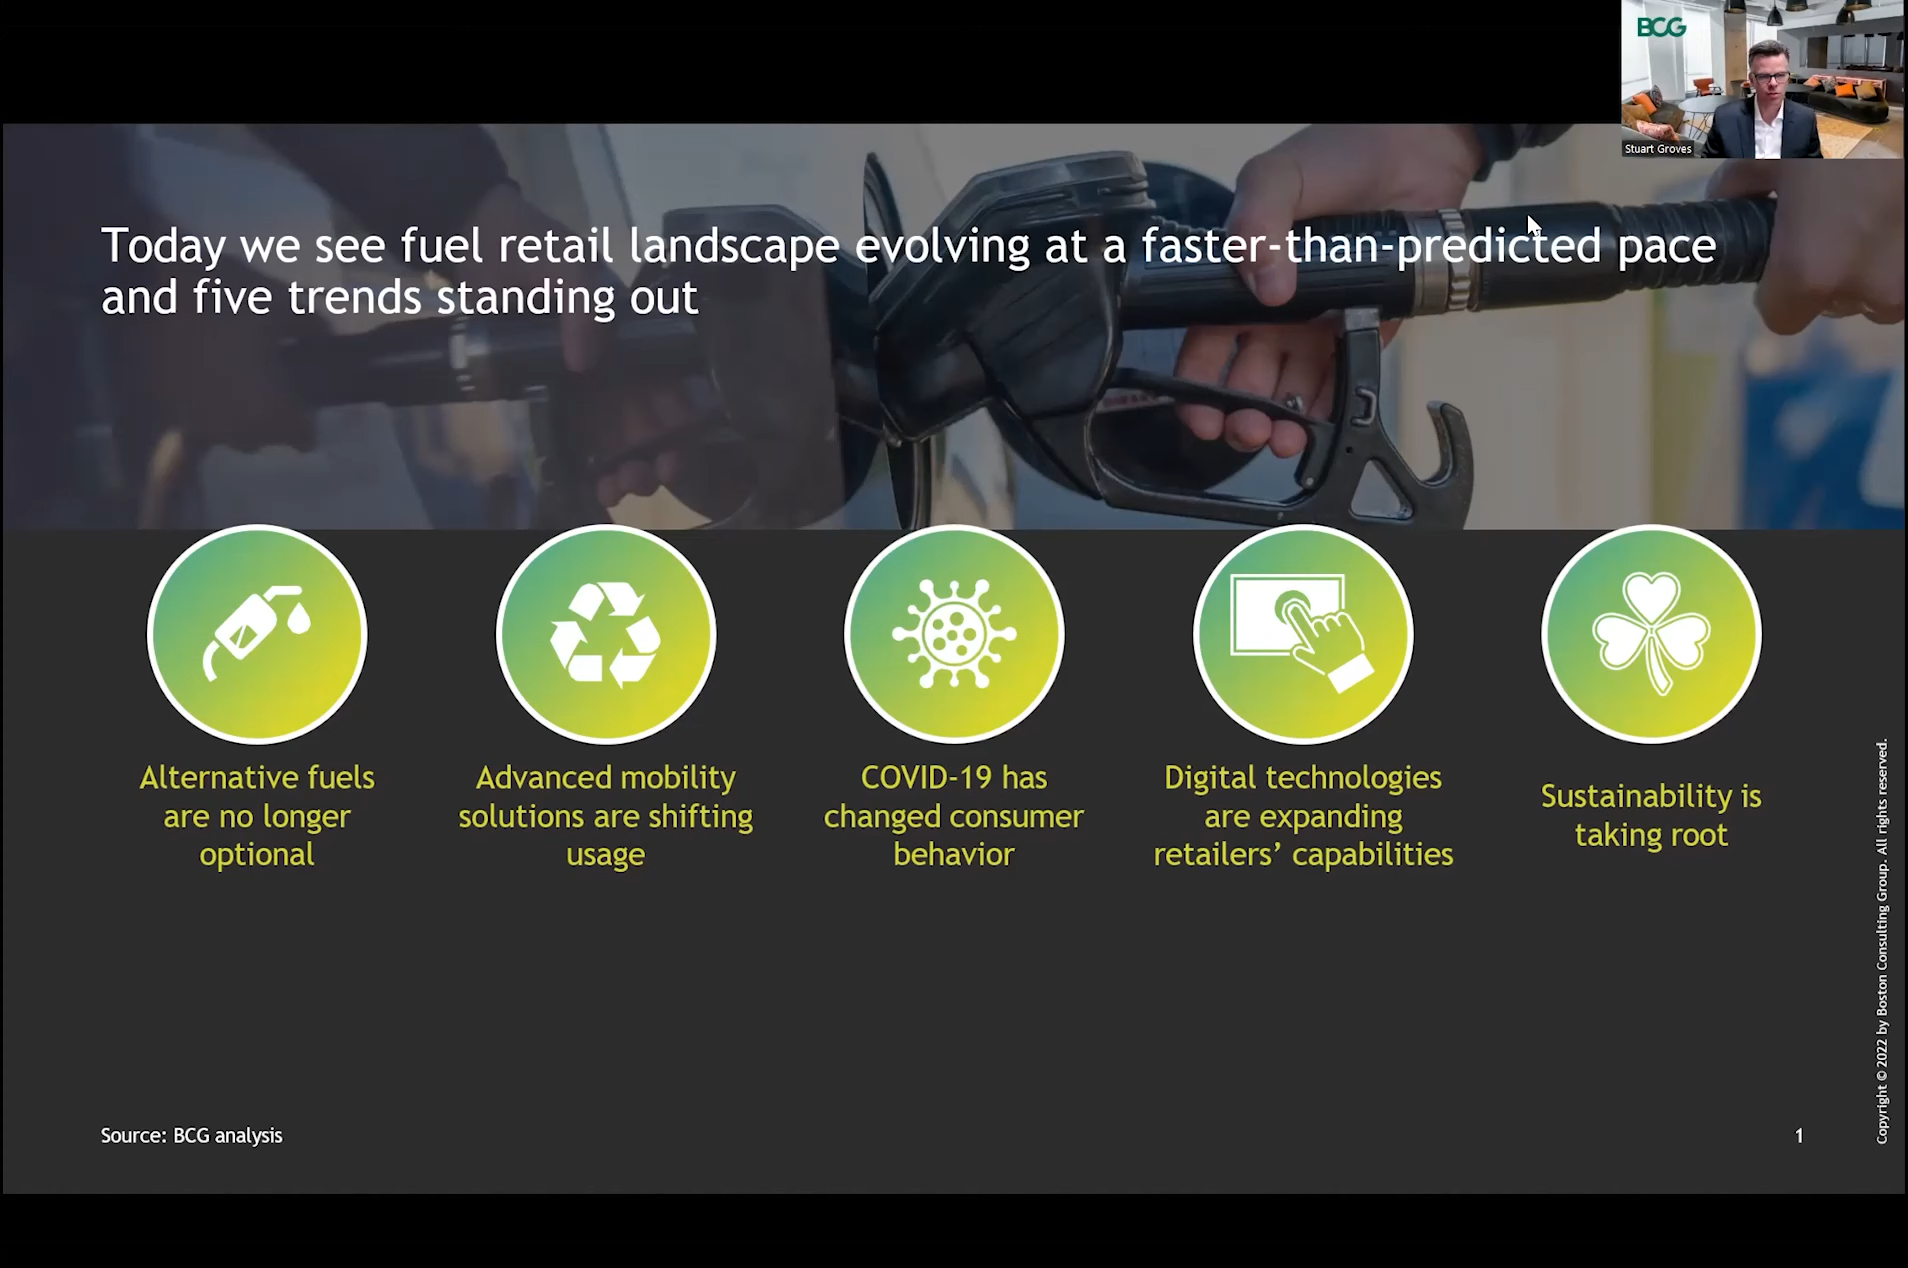 BCG
Stuart Groves
Today we see fuel retail landscape evolving at a faster-than-predicted pace
and five trends standing out
Alternative fuels
are no longer
optional
Advanced mobility
solutions are shifting
usage
COVID-19 has
changed consumer
behavior
Digital technologies
are expanding
retailers’ capabilities
Sustainability is
taking root
Copyright © 2022 by Boston Consulting Group. All rights reserved.
Source: BCG analysis
1